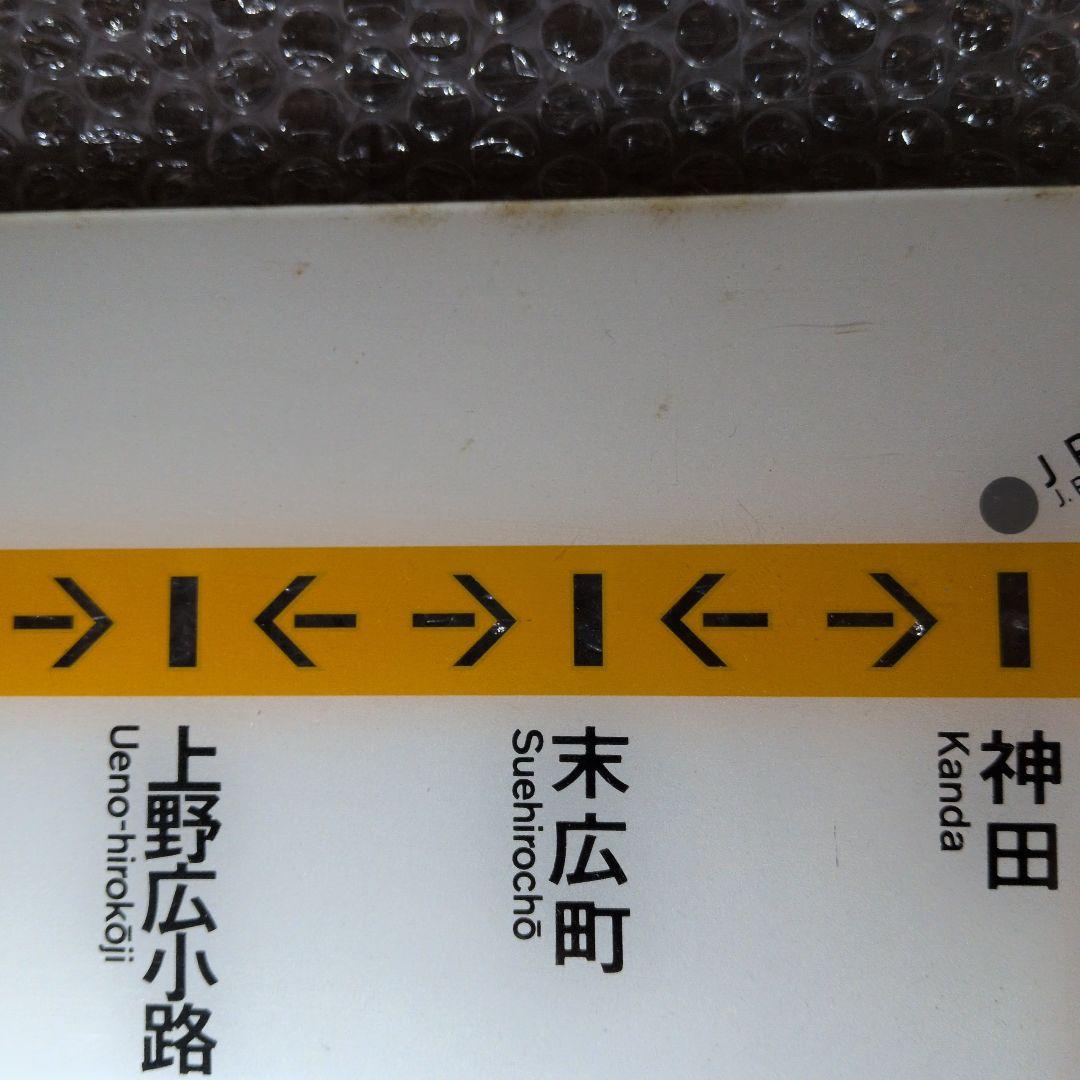 上野広小路
Ueno-hirokōji
末広町
Suehirochō
神田
Kanda
J
J.